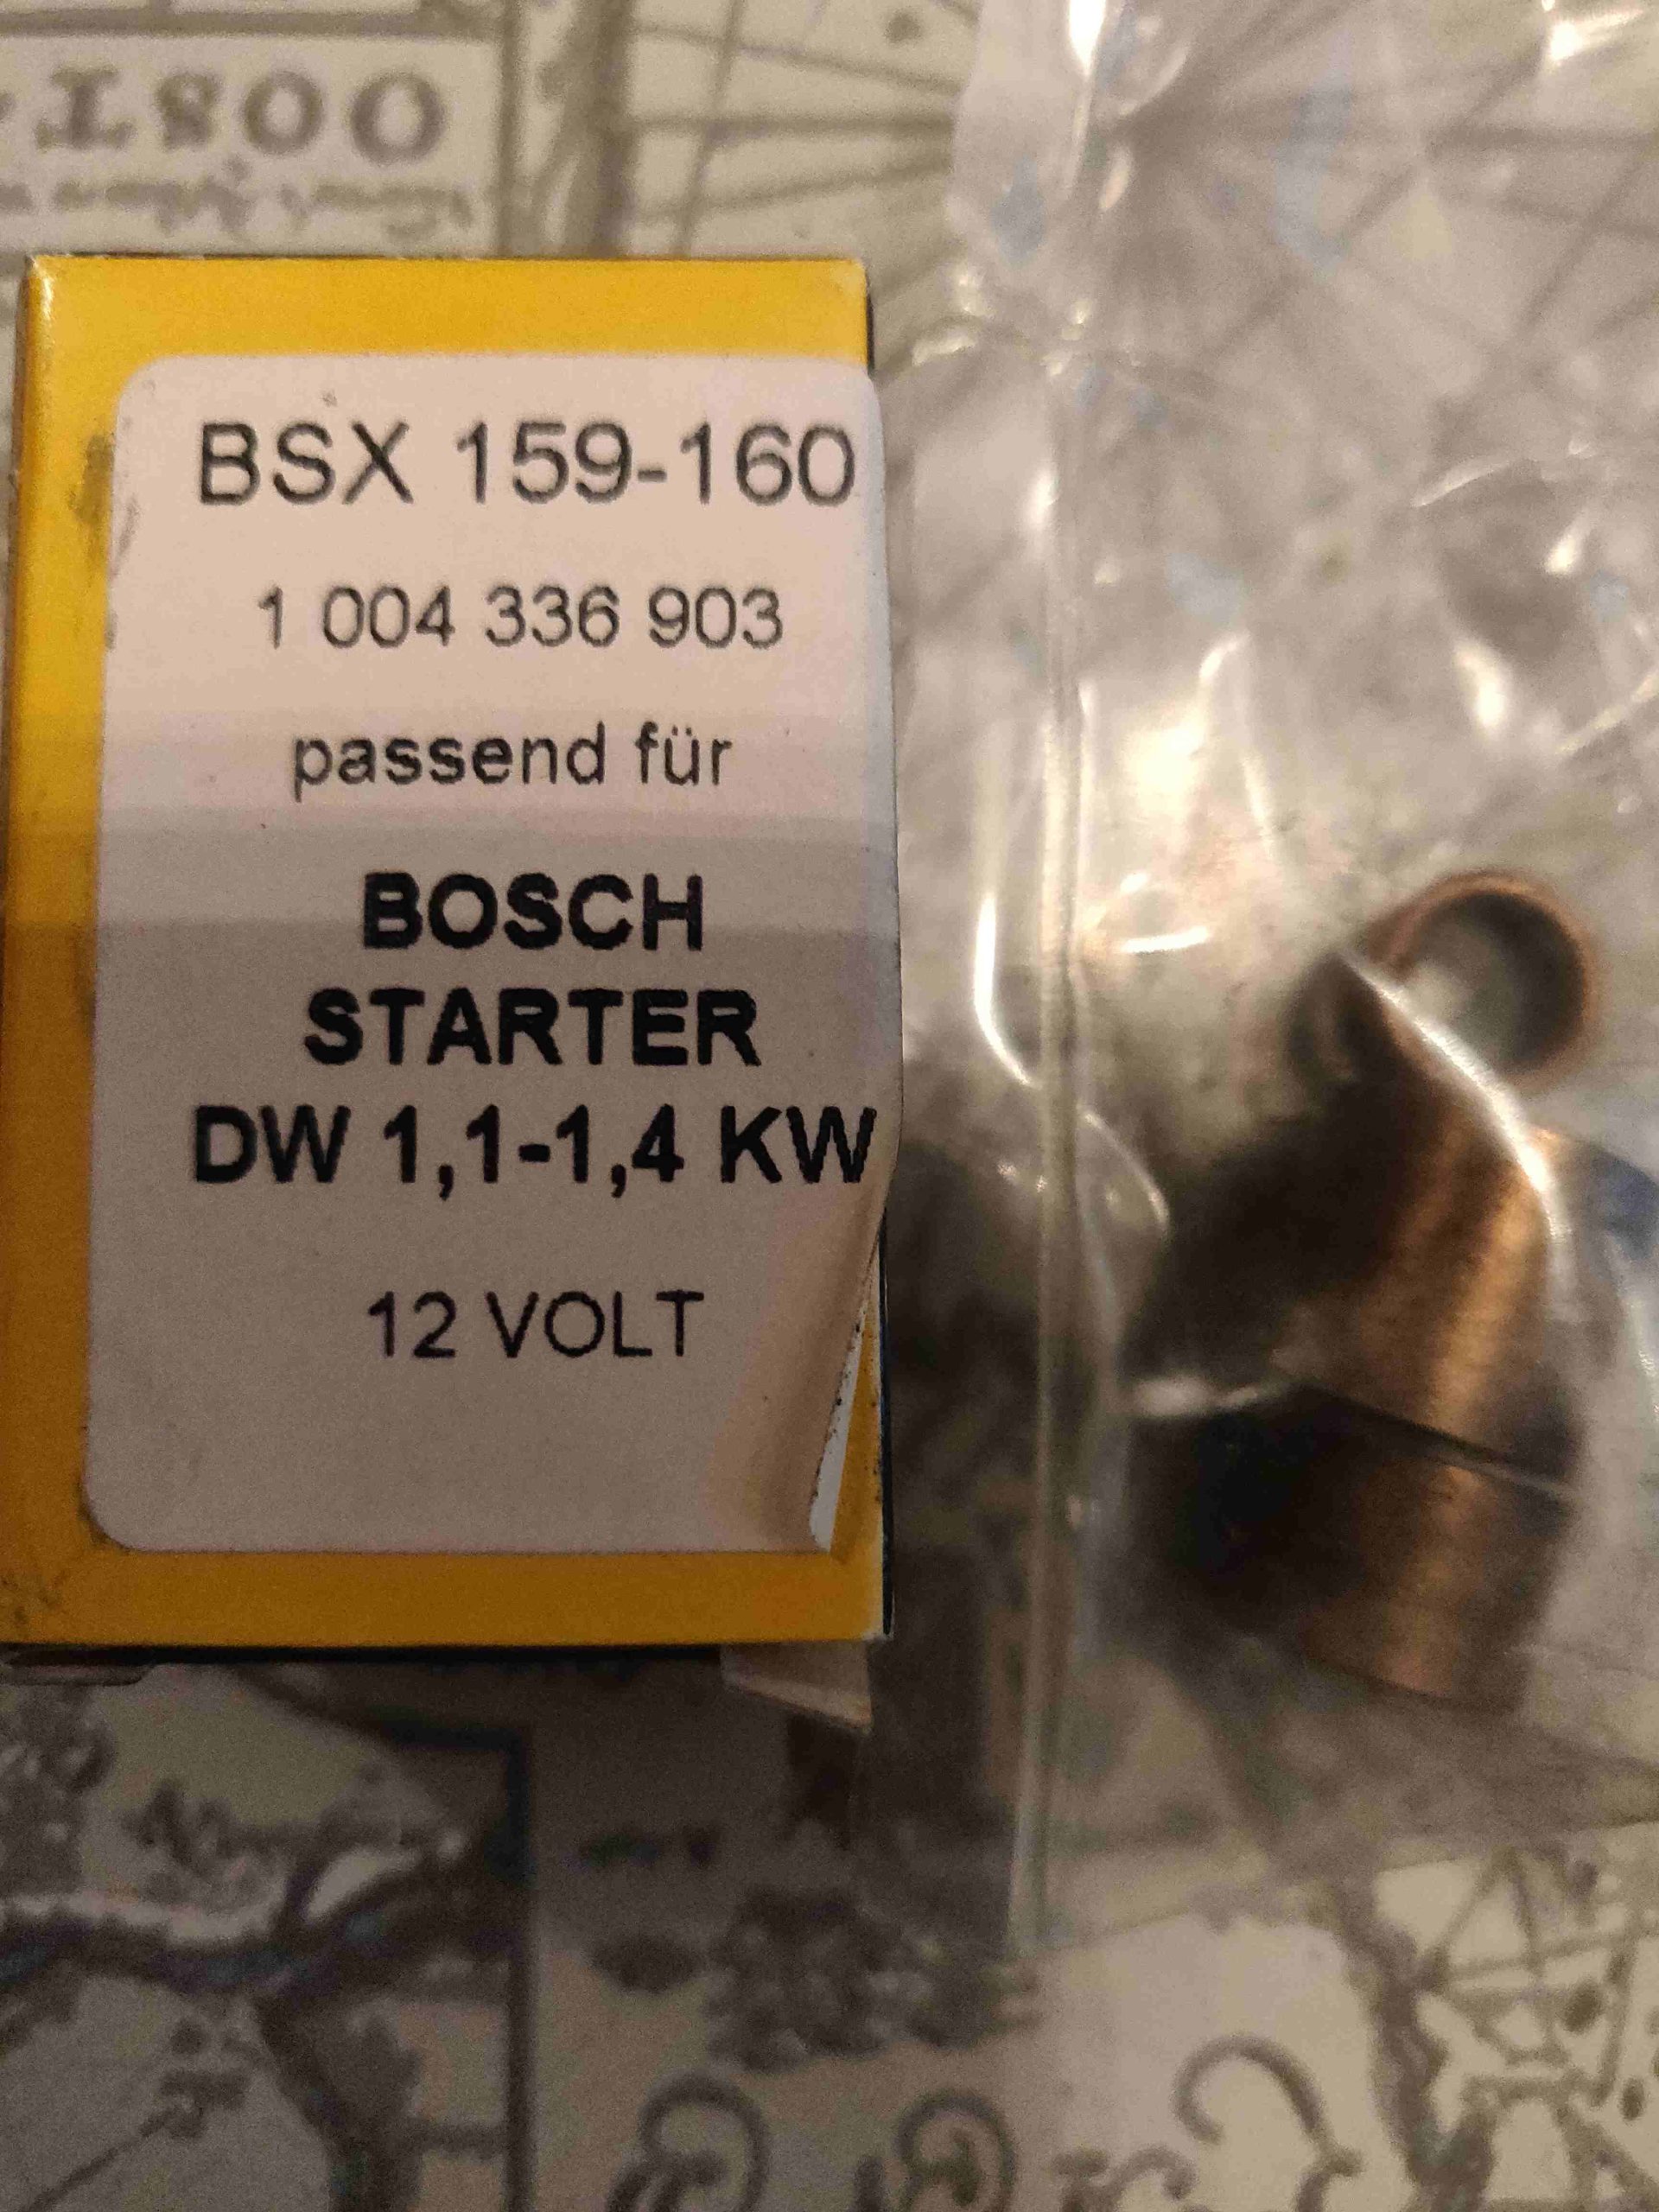 OOST
BSX 159-160
1 004 336 903
passend für
BOSCH
STARTER
DW 1,1-1,4 KW
12 VOLT